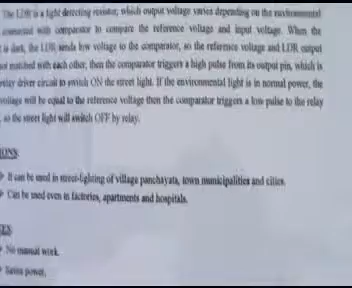 The LDR is a light detecting resistor, which output voltage varies depending on the environmental
connected with comparator to compare the reference voltage and input voltage. When the
is dark, the LDR sends low voltage to the comparator, so the reference voltage and LDR output
not matched with each other, then the comparator triggers a high pulse from its output pin, which is
relay driver circuit to switch ON the street light. If the environmental light is in normal power, the
voltage will be equal to the reference voltage then the comparator triggers a low pulse to the relay
, so the street light will switch OFF by relay.
IONS
It can be used in street-lighting of village panchayats, town municipalities and cities.
Can be used even in factories, apartments and hospitals.
ES
No manual work.
Saves power.